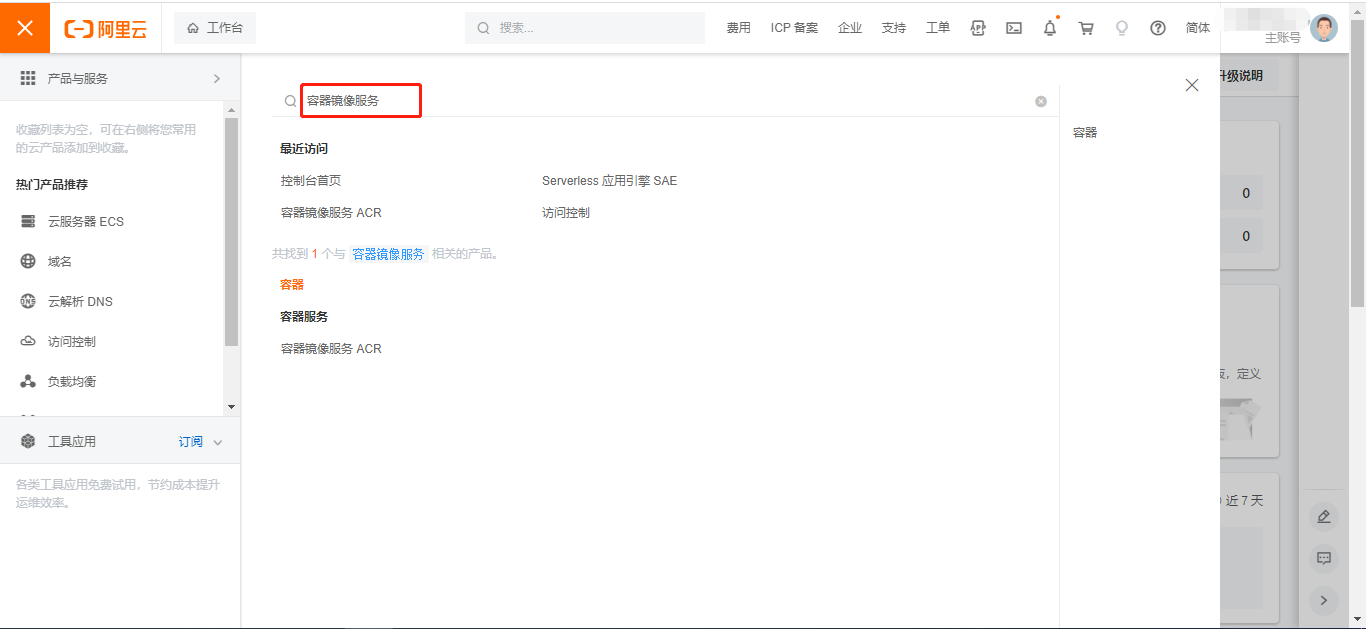 阿里云
工作台
搜索...
费用
ICP 备案
企业
支持
工单
简体
主账号
产品与服务
收藏列表为空，可在右侧将您常用
的云产品添加到收藏。
热门产品推荐
云服务器 ECS
域名
云解析 DNS
访问控制
负载均衡
工具应用
订阅
各类工具应用免费试用，节约成本提升
运维效率。
容器镜像服务
最近访问
控制台首页
Serverless 应用引擎 SAE
容器镜像服务 ACR
访问控制
共找到 1 个与 容器镜像服务 相关的产品。
容器
容器服务
容器镜像服务 ACR
容器
升级说明
0
0
定义
近 7 天